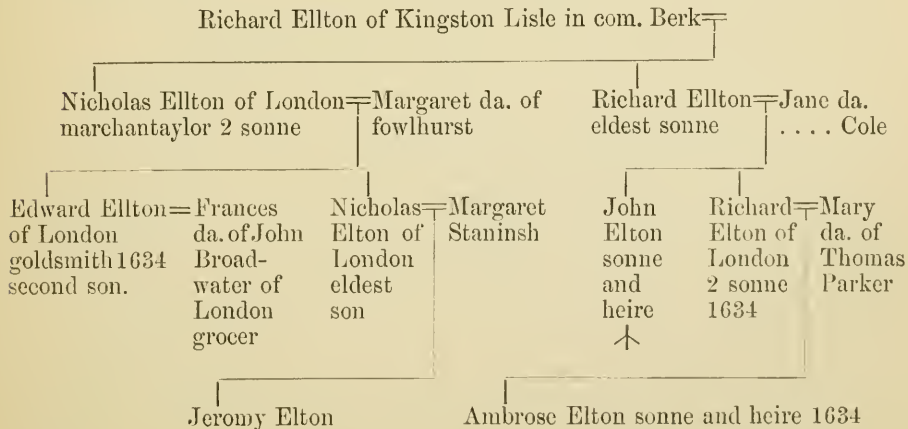 Richard Ellton of Kingston Lisle in com. Berk
Nicholas Ellton of London
marchantaylor 2 sonne
Margaret da. of
fowlhurst
Richard Ellton
eldest sonne
Jane da.
. . . . Cole
Edward Ellton
of London
goldsmith 1634
second son.
Frances
da. of John
Broad-
water of
London
grocer
Nicholas
Elton of
London
eldest
son
Margaret
Staninsh
John
Elton
sonne
and
heire
Richard
Elton of
London
2 sonne
1634
Mary
da. of
Thomas
Parker
Jeromy Elton
Ambrose Elton sonne and heire 1634